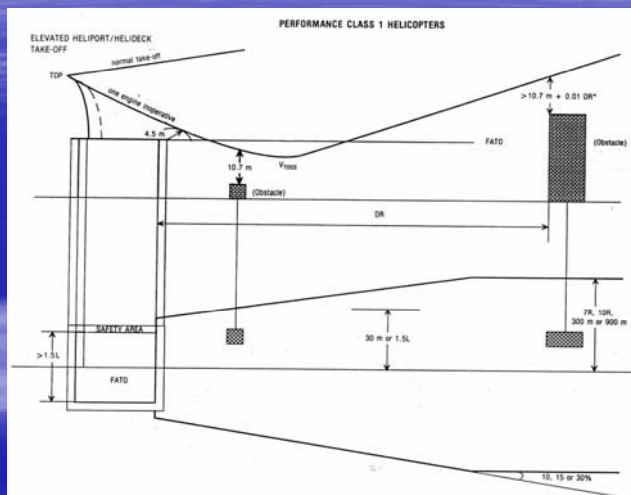 PERFORMANCE CLASS 1 HELICOPTERS
ELEVATED HELIPORT/HELIDECK
TAKE-OFF
normal take-off
TDP
one engine inoperative
>10.7 m + 0.01 DR*
4.5 m
FATO
(Obstacle)
10.7 m
VTOSS
(Obstacle)
DR
7R, 10R,
300 m or 900 m
SAFETY AREA
30 m or 1.5L
>1.5L
FATO
10, 15 or 30%